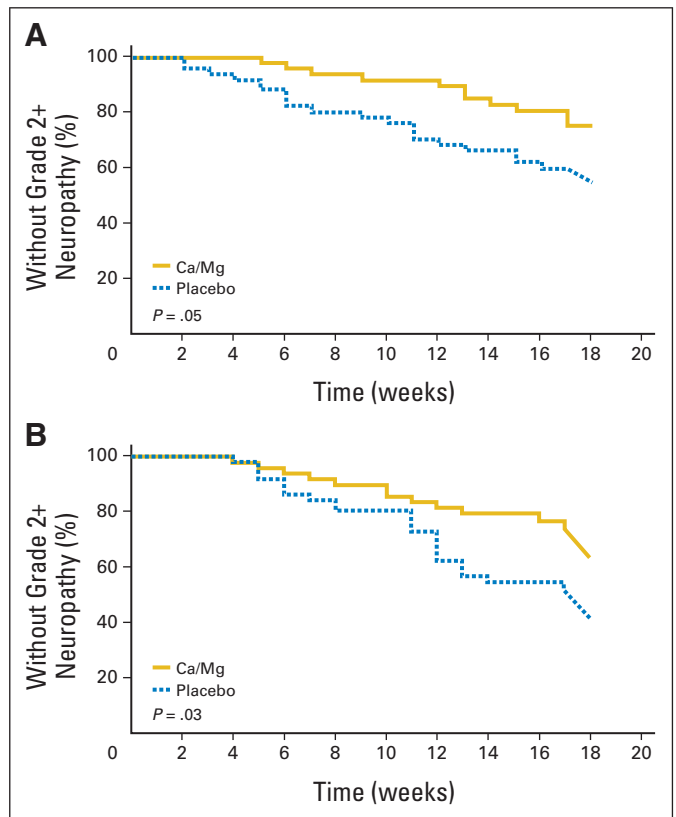 A
100
80
60
40
20
0
2 4 6 8 10 12 14 16 18 20
Without Grade 2+
Neuropathy (%)
Ca/Mg
Placebo
P = .05
Time (weeks)
B
100
80
60
40
20
0
2 4 6 8 10 12 14 16 18 20
Without Grade 2+
Neuropathy (%)
Ca/Mg
Placebo
P = .03
Time (weeks)